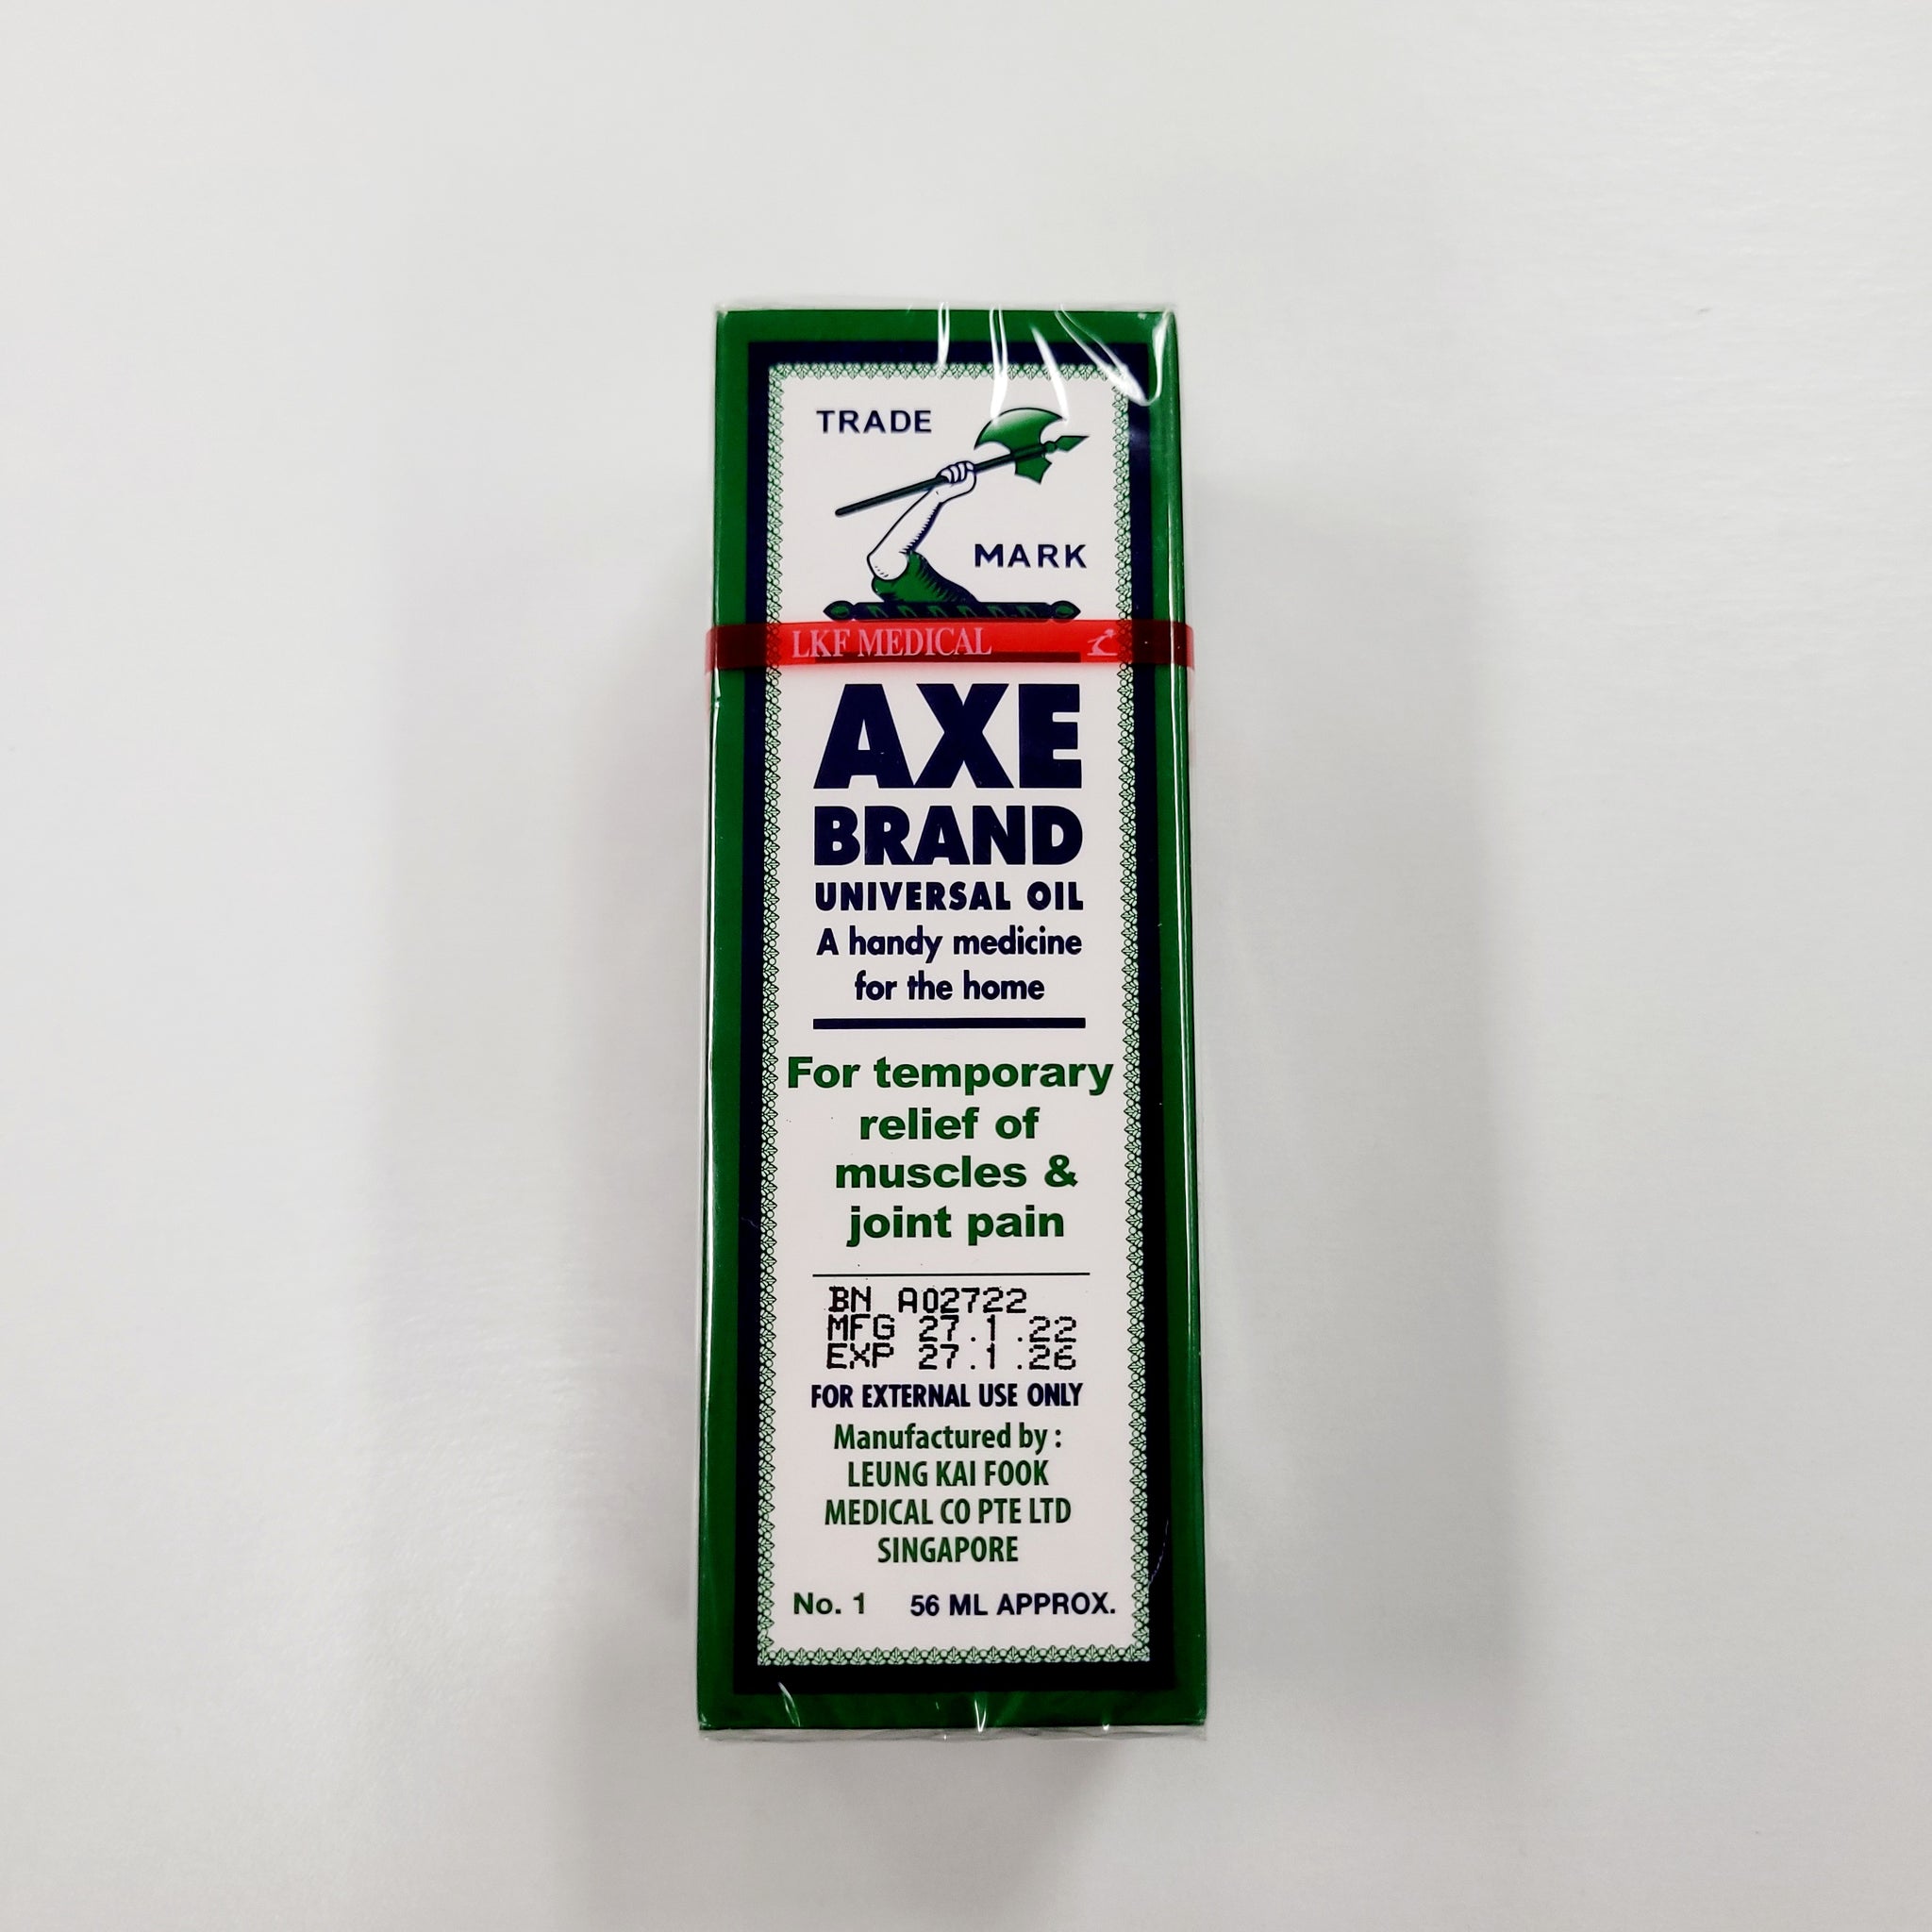 TRADE
MARK
LKF MEDICAL
AXE
BRAND
UNIVERSAL OIL
A handy medicine
for the home
For temporary
relief of
muscles &
joint pain
BN A02722
MFG 27.1.22
EXP 27.1.26
FOR EXTERNAL USE ONLY
Manufactured by :
LEUNG KAI FOOK
MEDICAL CO PTE LTD
SINGAPORE
No. 1 56 ML APPROX.